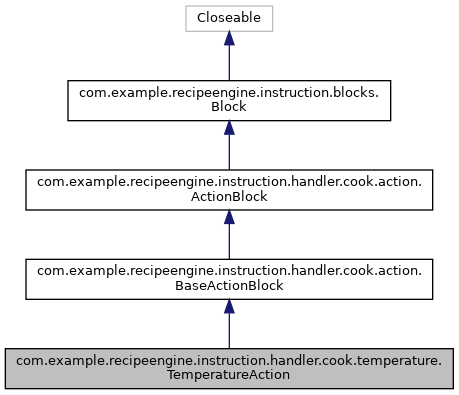 Closeable
com.example.recipeengine.instruction.blocks.
Block
com.example.recipeengine.instruction.handler.cook.action.
ActionBlock
com.example.recipeengine.instruction.handler.cook.action.
BaseActionBlock
com.example.recipeengine.instruction.handler.cook.temperature.
TemperatureAction